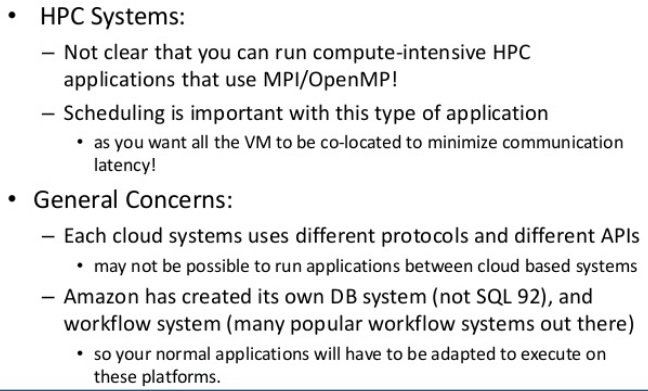 • HPC Systems:
– Not clear that you can run compute-intensive HPC
applications that use MPI/OpenMP!
– Scheduling is important with this type of application
• as you want all the VM to be co-located to minimize communication
latency!
• General Concerns:
– Each cloud systems uses different protocols and different APIs
• may not be possible to run applications between cloud based systems
– Amazon has created its own DB system (not SQL 92), and
workflow system (many popular workflow systems out there)
• so your normal applications will have to be adapted to execute on
these platforms.